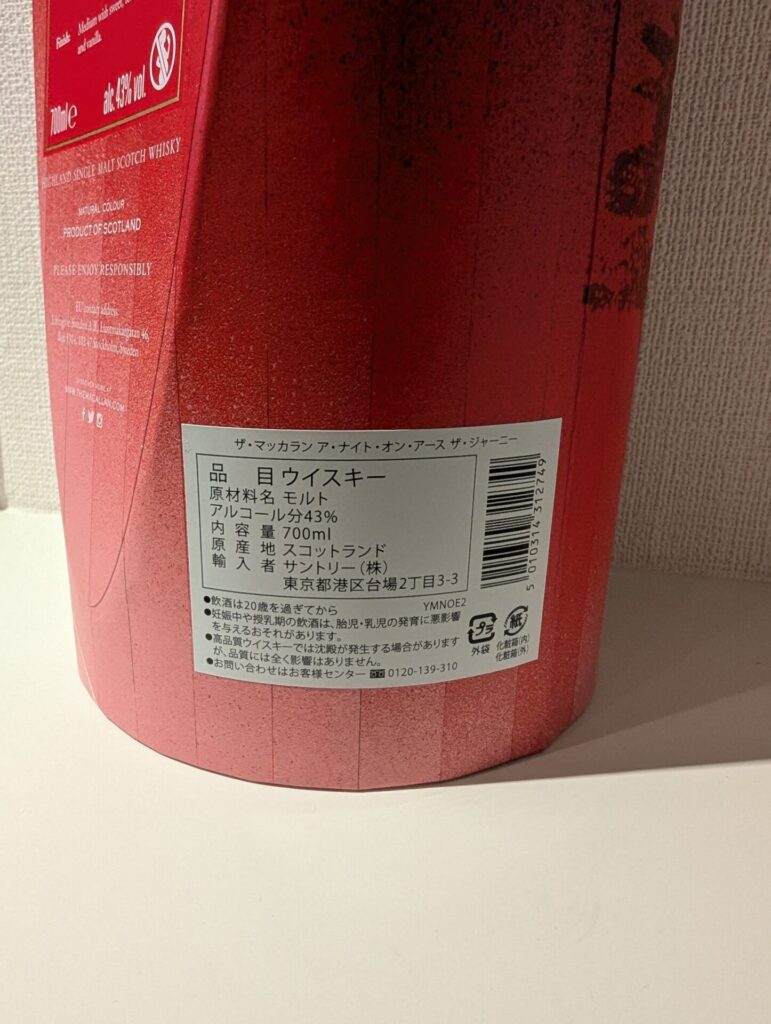 Finish: Medium with sweet,
and vanilla.
700ml e
alc.43% vol.
HIGHLAND SINGLE MALT SCOTCH WHISKY
NATURAL COLOUR
PRODUCT OF SCOTLAND
PLEASE ENJOY RESPONSIBLY
EU contact address:
Edrington Sweden A.B., Luntmakargatan 46,
Stockholm, Sweden
WWW.THEMACALLAN.COM
ザ・マッカラン ア・ナイト・オン・アース ザ・ジャーニー
品 目 ウイスキー
原材料名 モルト
アルコール分43%
内容量 700ml
原産地 スコットランド
輸入者 サントリー(株)
東京都港区台場2丁目3-3
5 010314 312749
●飲酒は20歳を過ぎてから YMNOE2
●妊娠中や授乳期の飲酒は、胎児・乳児の発育に悪影響
を与えるおそれがあります。
●高品質ウイスキーでは沈殿が発生する場合があります
が、品質には全く影響はありません。
●お問い合わせはお客様センター 0120-139-310
プラ
外袋
紙
化粧箱(内)
化粧箱(外)